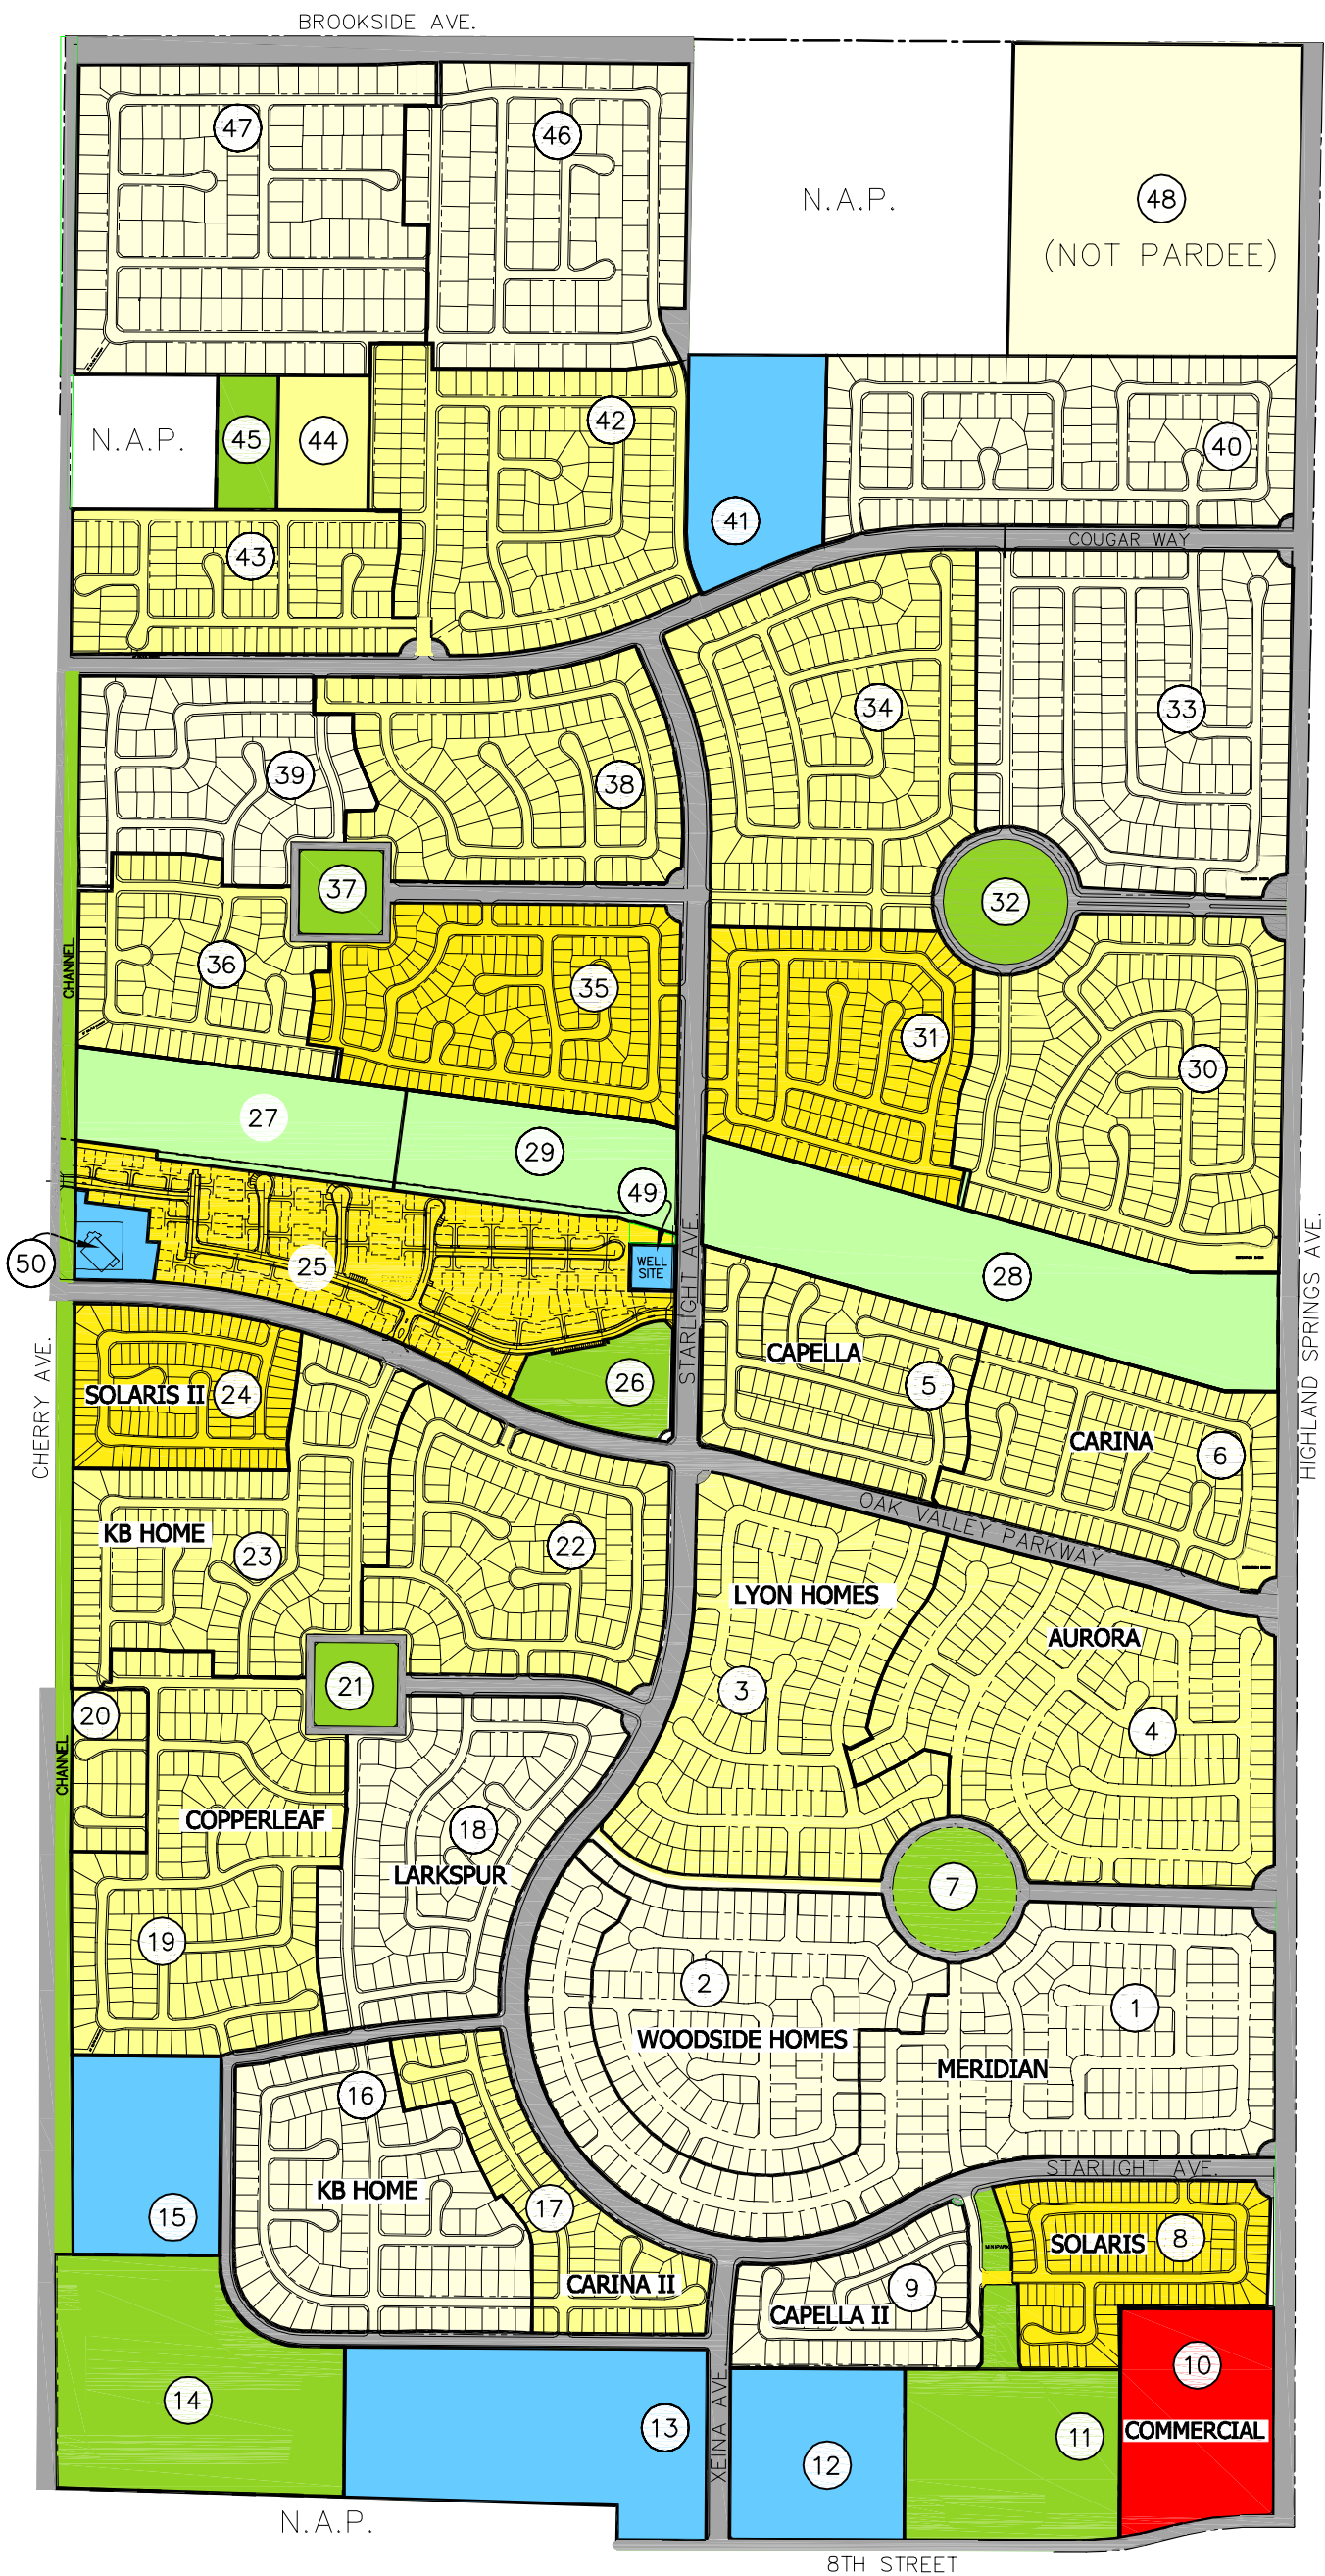 BROOKSIDE AVE.
47
46
N.A.P.
48
(NOT PARDEE)
N.A.P.
45
44
42
41
40
43
COUGAR WAY
34
33
39
38
37
32
CHANNEL
36
35
31
30
27
29
49
50
25
WELL
SITE
STARLIGHT AVE.
28
HIGHLAND SPRINGS AVE.
CHERRY AVE.
SOLARIS II
24
26
CAPELLA
5
CARINA
6
OAK VALLEY PARKWAY
KB HOME
23
22
LYON HOMES
AURORA
21
3
4
20
CHANNEL
COPPERLEAF
18
LARKSPUR
7
19
2
1
WOODSIDE HOMES
MERIDIAN
16
KB HOME
STARLIGHT AVE.
15
17
SOLARIS
8
CARINA II
9
CAPELLA II
10
COMMERCIAL
14
13
XEINA AVE.
12
11
N.A.P.
8TH STREET